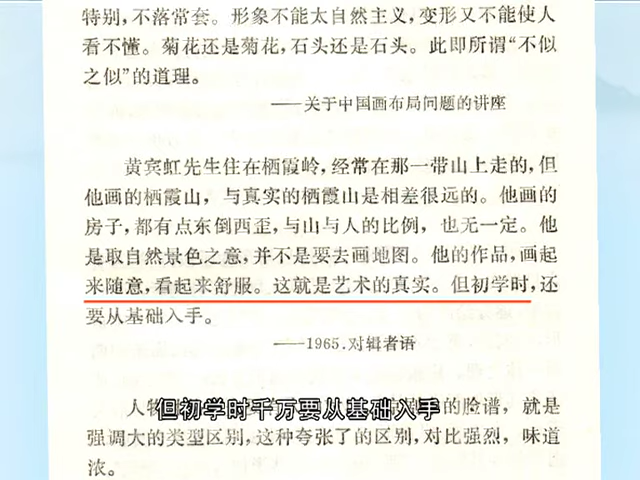 特别，不落常套。形象不能太自然主义，变形又不能使人
看不懂。菊花还是菊花，石头还是石头。此即所谓“不似
之似”的道理。
——关于中国画布局问题的讲座
黄宾虹先生住在栖霞岭，经常在那一带山上走的，但
他画的栖霞山，与真实的栖霞山是相差很远的。他画的
房子，都有点东倒西歪，与山与人的比例，也无一定。他
是取自然景色之意，并不是要去画地图。他的作品，画起
来随意，看起来舒服。这就是艺术的真实。但初学时，还
要从基础入手。
——1965.对辑者语
人物
的脸谱，就是
但初学时千万要从基础入手
强调大的类型区别，这种夸张了的区别，对比强烈，味道
浓。